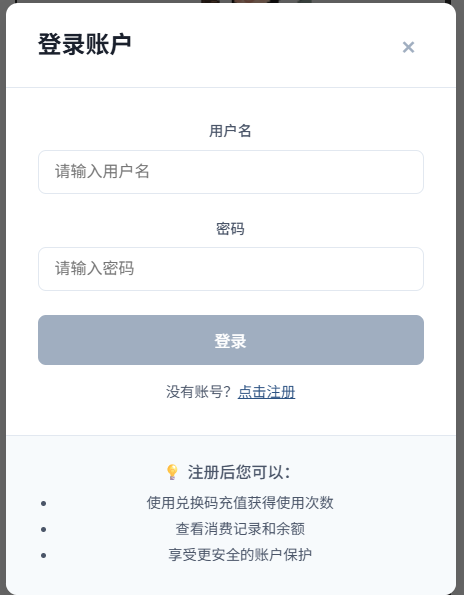 登录账户
×
用户名
请输入用户名
密码
请输入密码
登录
没有账号？点击注册
💡 注册后您可以：
• 使用兑换码充值获得使用次数
• 查看消费记录和余额
• 享受更安全的账户保护